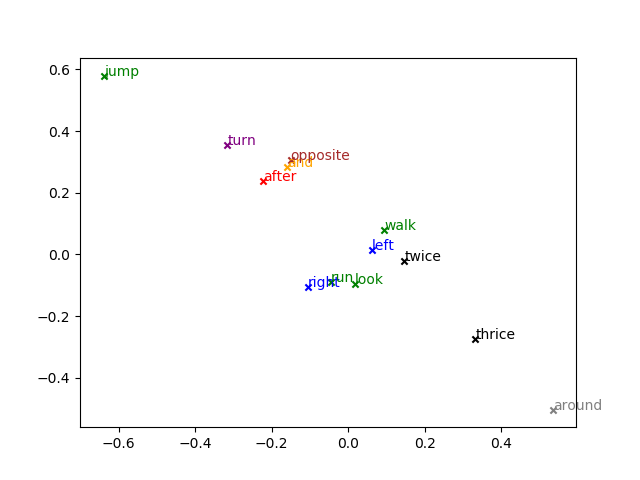 0.6
0.4
0.2
0.0
−0.2
−0.4
jump
turn
opposite
and
after
walk
left
twice
right
run
look
thrice
around
−0.6
−0.4
−0.2
0.0
0.2
0.4